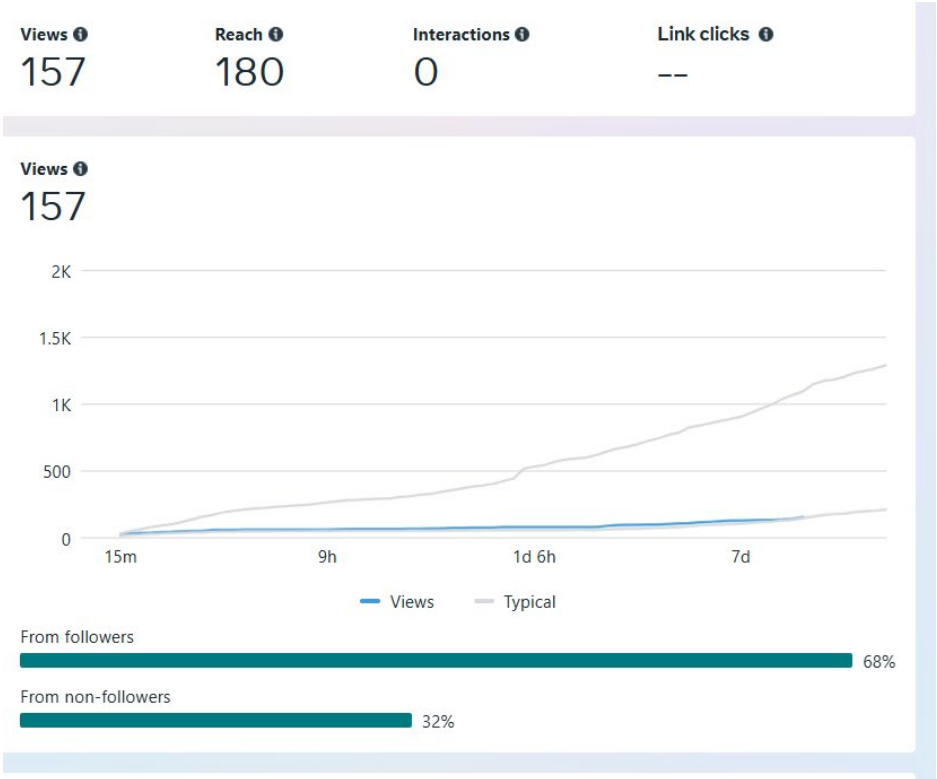 Views Reach Interactions Link clicks
157 180 0 --
Views
157
2K
1.5K
1K
500
0
15m 9h 1d 6h 7d
Views Typical
From followers
68%
From non-followers
32%